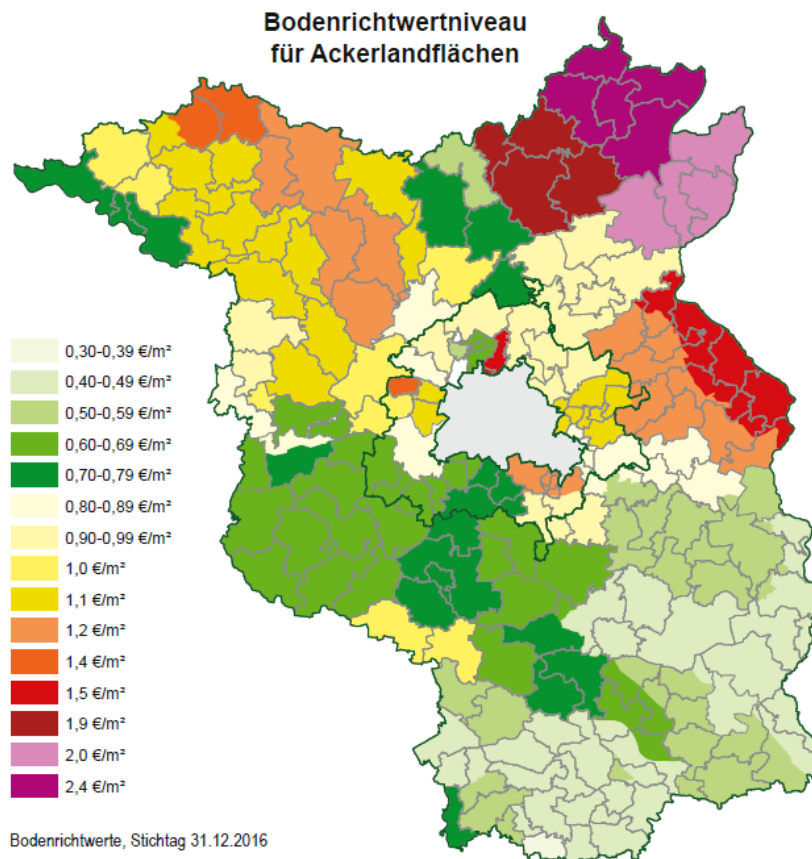 Bodenrichtwertniveau
für Ackerlandflächen
0,30-0,39 €/m²
0,40-0,49 €/m²
0,50-0,59 €/m²
0,60-0,69 €/m²
0,70-0,79 €/m²
0,80-0,89 €/m²
0,90-0,99 €/m²
1,0 €/m²
1,1 €/m²
1,2 €/m²
1,4 €/m²
1,5 €/m²
1,9 €/m²
2,0 €/m²
2,4 €/m²
Bodenrichtwerte, Stichtag 31.12.2016